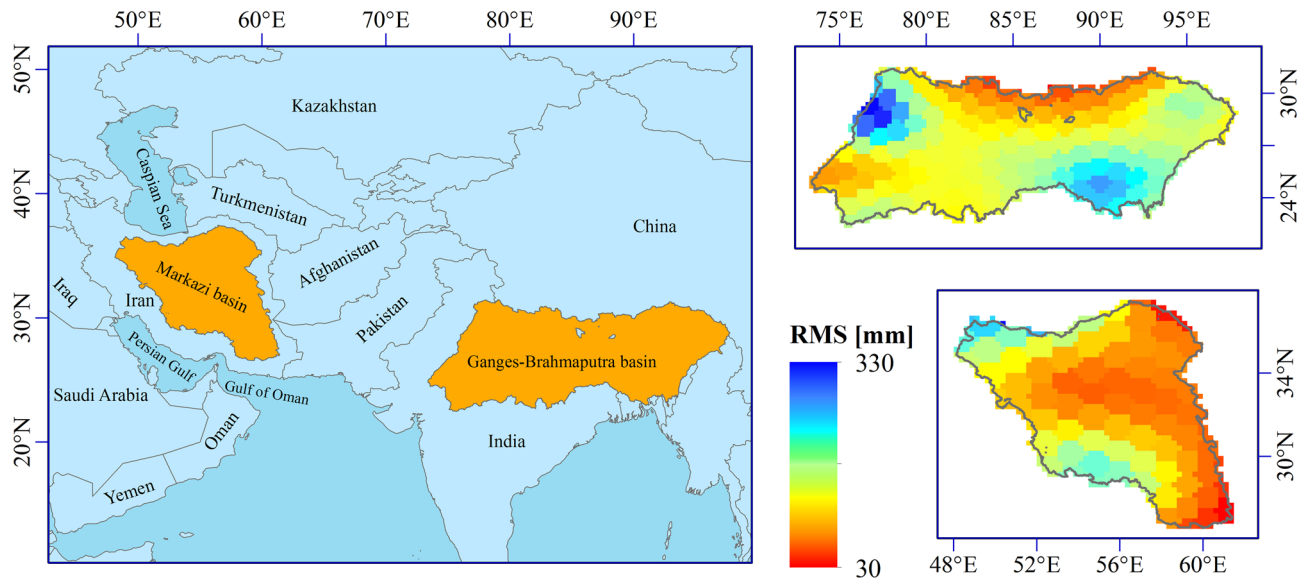 50°E 60°E 70°E 80°E 90°E
50°N
40°N
30°N
20°N
Kazakhstan
Caspian Sea
Turkmenistan
China
Afghanistan
Markazi basin
Iraq
Iran
Pakistan
Persian Gulf
Ganges-Brahmaputra basin
Saudi Arabia
Gulf of Oman
Oman
India
Yemen
75°E 80°E 85°E 90°E 95°E
30°N
24°N
RMS [mm]
330
30
34°N
30°N
48°E 52°E 56°E 60°E